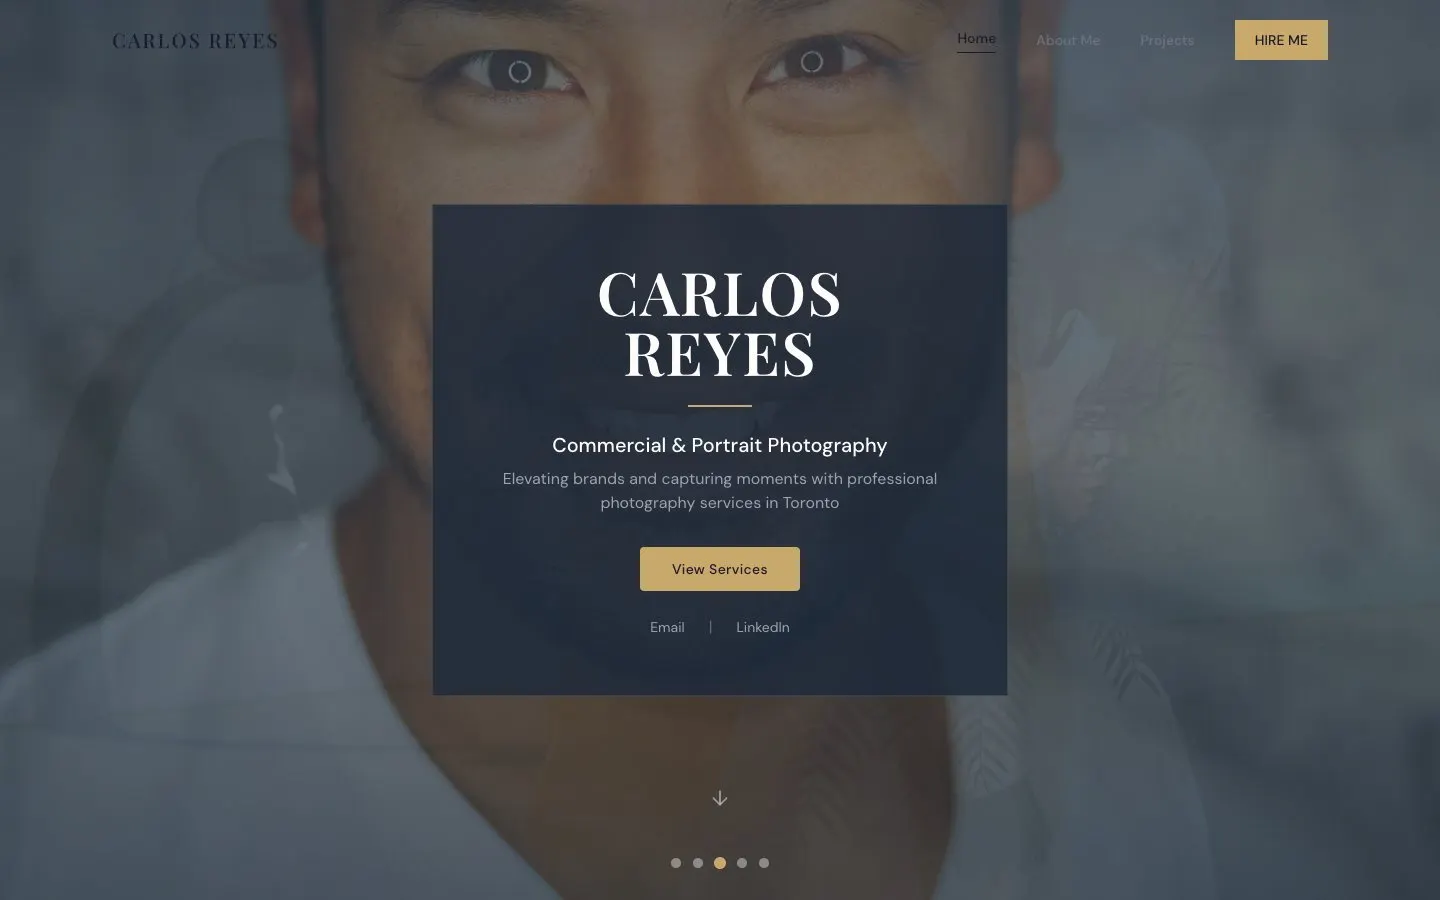 CARLOS REYES
Home
About Me
Projects
HIRE ME
CARLOS
REYES
Commercial & Portrait Photography
Elevating brands and capturing moments with professional
photography services in Toronto
View Services
Email | LinkedIn